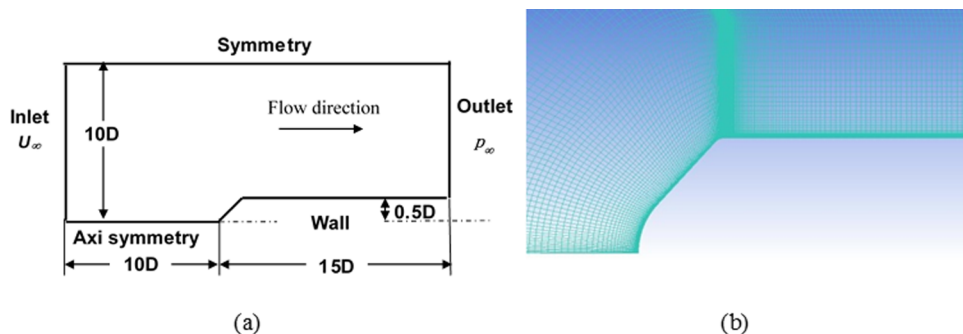 Symmetry
Inlet
U∞
10D
Flow direction
Outlet
p∞
0.5D
Wall
Axi symmetry
10D
15D
(a)
(b)